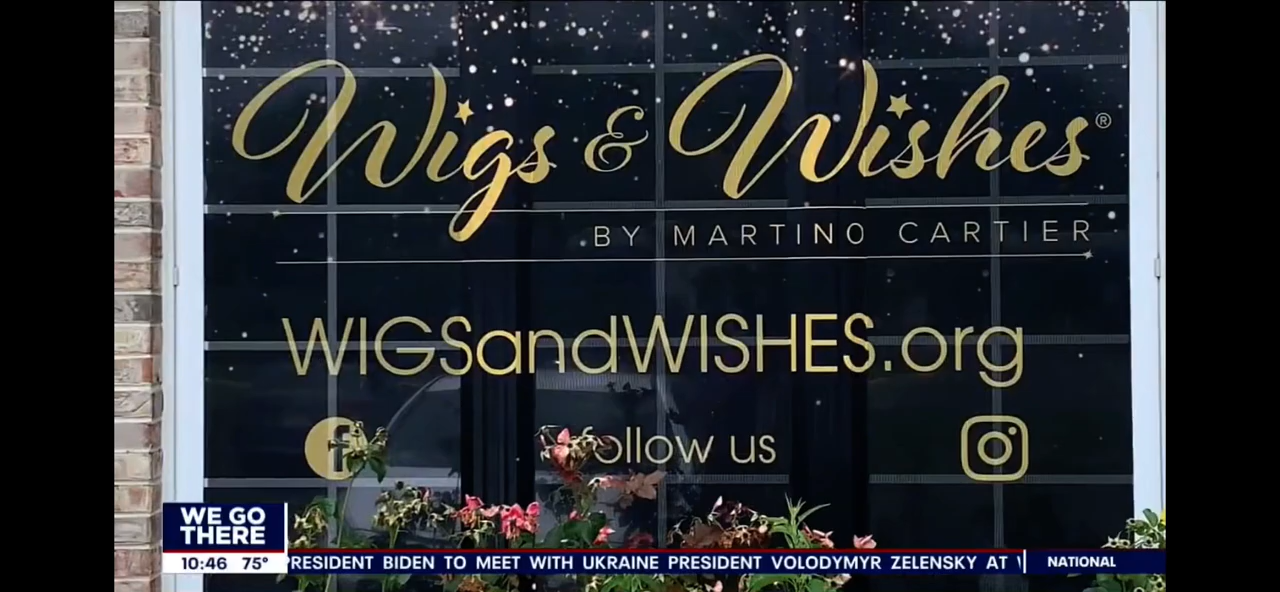 Wigs & Wishes®
BY MARTINO CARTIER
WIGSandWISHES.org
f
follow us
WE GO
THERE
10:46 75°
PRESIDENT BIDEN TO MEET WITH UKRAINE PRESIDENT VOLODYMYR ZELENSKY AT
NATIONAL